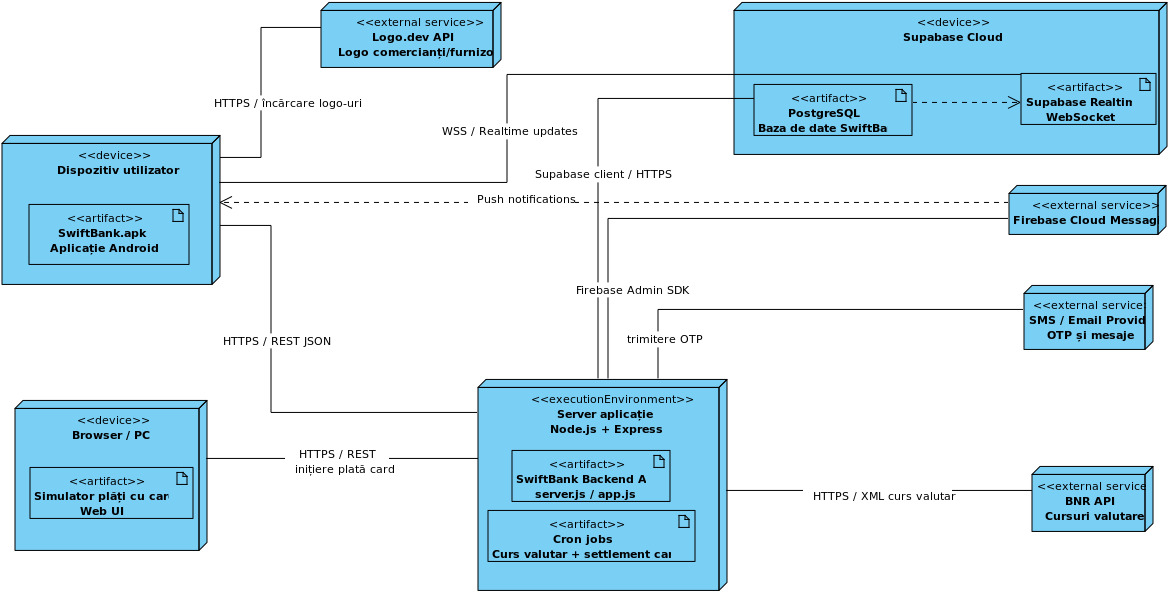 <<external service>>
Logo.dev API
Logo comercianți/furnizo
<<device>>
Supabase Cloud
<<artifact>>
PostgreSQL
Baza de date SwiftBa
<<artifact>>
Supabase Realtin
WebSocket
HTTPS / încărcare logo-uri
WSS / Realtime updates
Supabase client / HTTPS
Push notifications
<<device>>
Dispozitiv utilizator
<<artifact>>
SwiftBank.apk
Aplicație Android
<<external service>>
Firebase Cloud Messag
Firebase Admin SDK
<<external service
SMS / Email Provid
OTP și mesaje
trimitere OTP
HTTPS / REST JSON
<<executionEnvironment>>
Server aplicație
Node.js + Express
<<artifact>>
SwiftBank Backend A
server.js / app.js
<<artifact>>
Cron jobs
Curs valutar + settlement car
<<device>>
Browser / PC
<<artifact>>
Simulator plăți cu car
Web UI
HTTPS / REST
inițiere plată card
HTTPS / XML curs valutar
<<external service
BNR API
Cursuri valutare